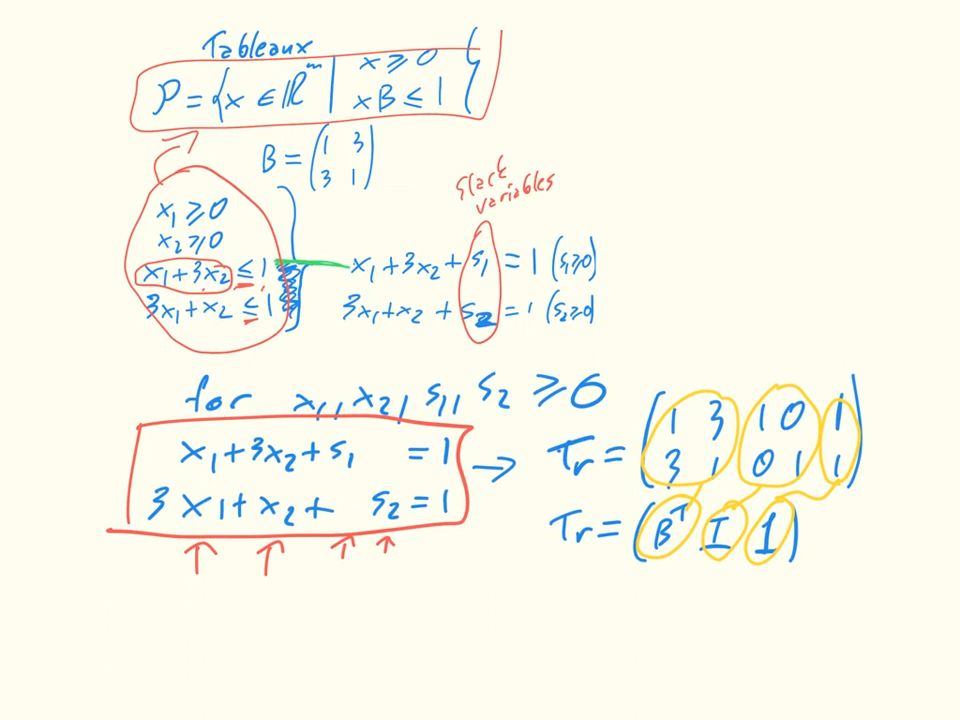 Tableaux
P = {x ∈ ℝ^m | x ≥ 0
xB ≤ 1 }
B = (1 3
3 1)
slack
variables
x₁ ≥ 0
x₂ ≥ 0
x₁ + 3x₂ ≤ 1 x₁ + 3x₂ + s₁ = 1 (s₁ ≥ 0)
3x₁ + x₂ ≤ 1 3x₁ + x₂ + s₂ = 1 (s₂ ≥ 0)
for x₁, x₂, s₁, s₂ ≥ 0
x₁ + 3x₂ + s₁ = 1 → Tr = (1 3 1 0 1
3 1 0 1 1)
3x₁ + x₂ + s₂ = 1
Tr = (Bᵀ I 1)